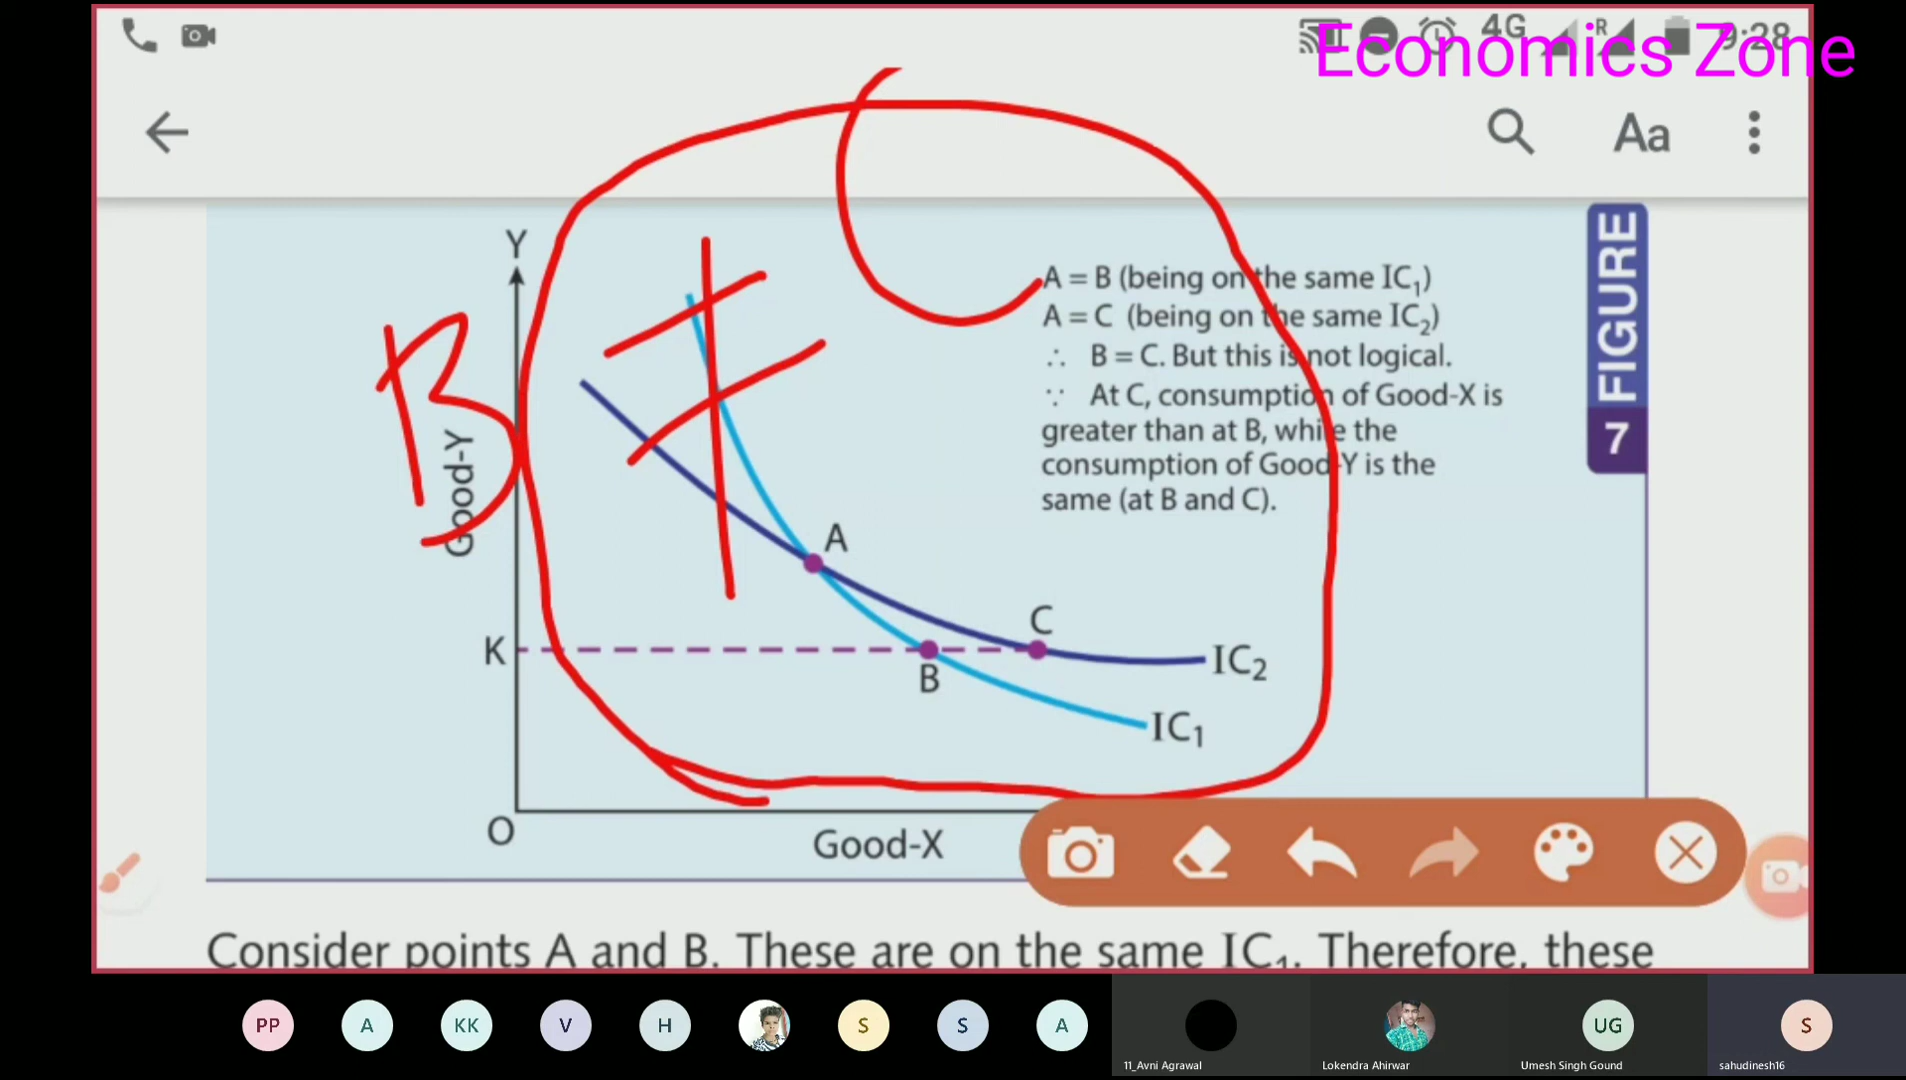 4G
R
9:28
Economics Zone
Aa
FIGURE
7
Y
A = B (being on the same IC₁)
A = C (being on the same IC₂)
∴ B = C. But this is not logical.
∵ At C, consumption of Good-X is
greater than at B, while the
consumption of Good-Y is the
same (at B and C).
B ≠ C
Good-Y
A
K
C
B
IC₂
IC₁
O
Good-X
Consider points A and B. These are on the same IC₁. Therefore, these
PP
A
KK
V
H
S
S
A
UG
S
11_Avni Agrawal
Lokendra Ahirwar
Umesh Singh Gound
sahudinesh16